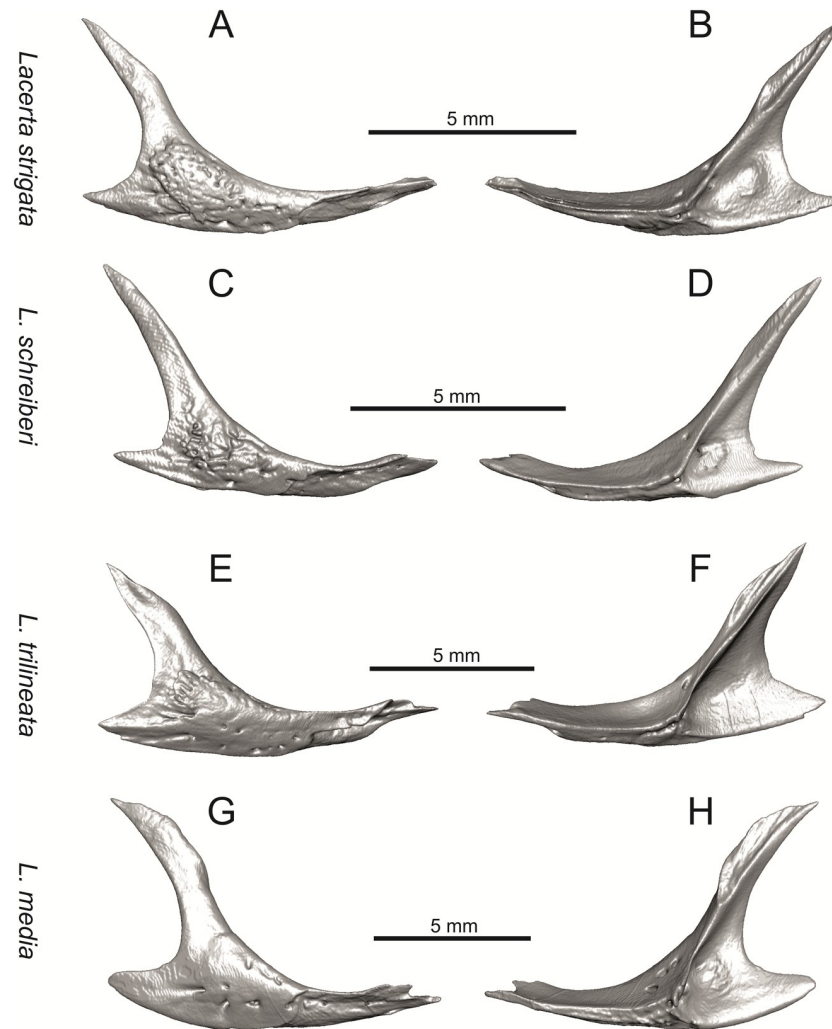 A
B
Lacerta strigata
5 mm
C
D
L. schreiberi
5 mm
E
F
L. trilineata
5 mm
G
H
L. media
5 mm